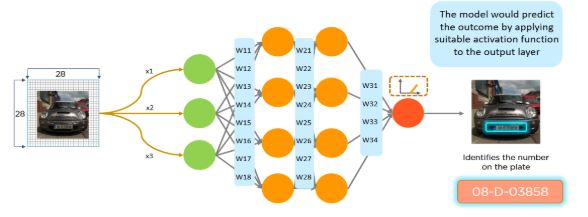 The model would predict
the outcome by applying
suitable activation function
to the output layer
28
28
x1
x2
x3
W11
W12
W13
W14
W15
W16
W17
W18
W21
W22
W23
W24
W25
W26
W27
W28
W31
W32
W33
W34
Identifies the number
on the plate
08-D-03858